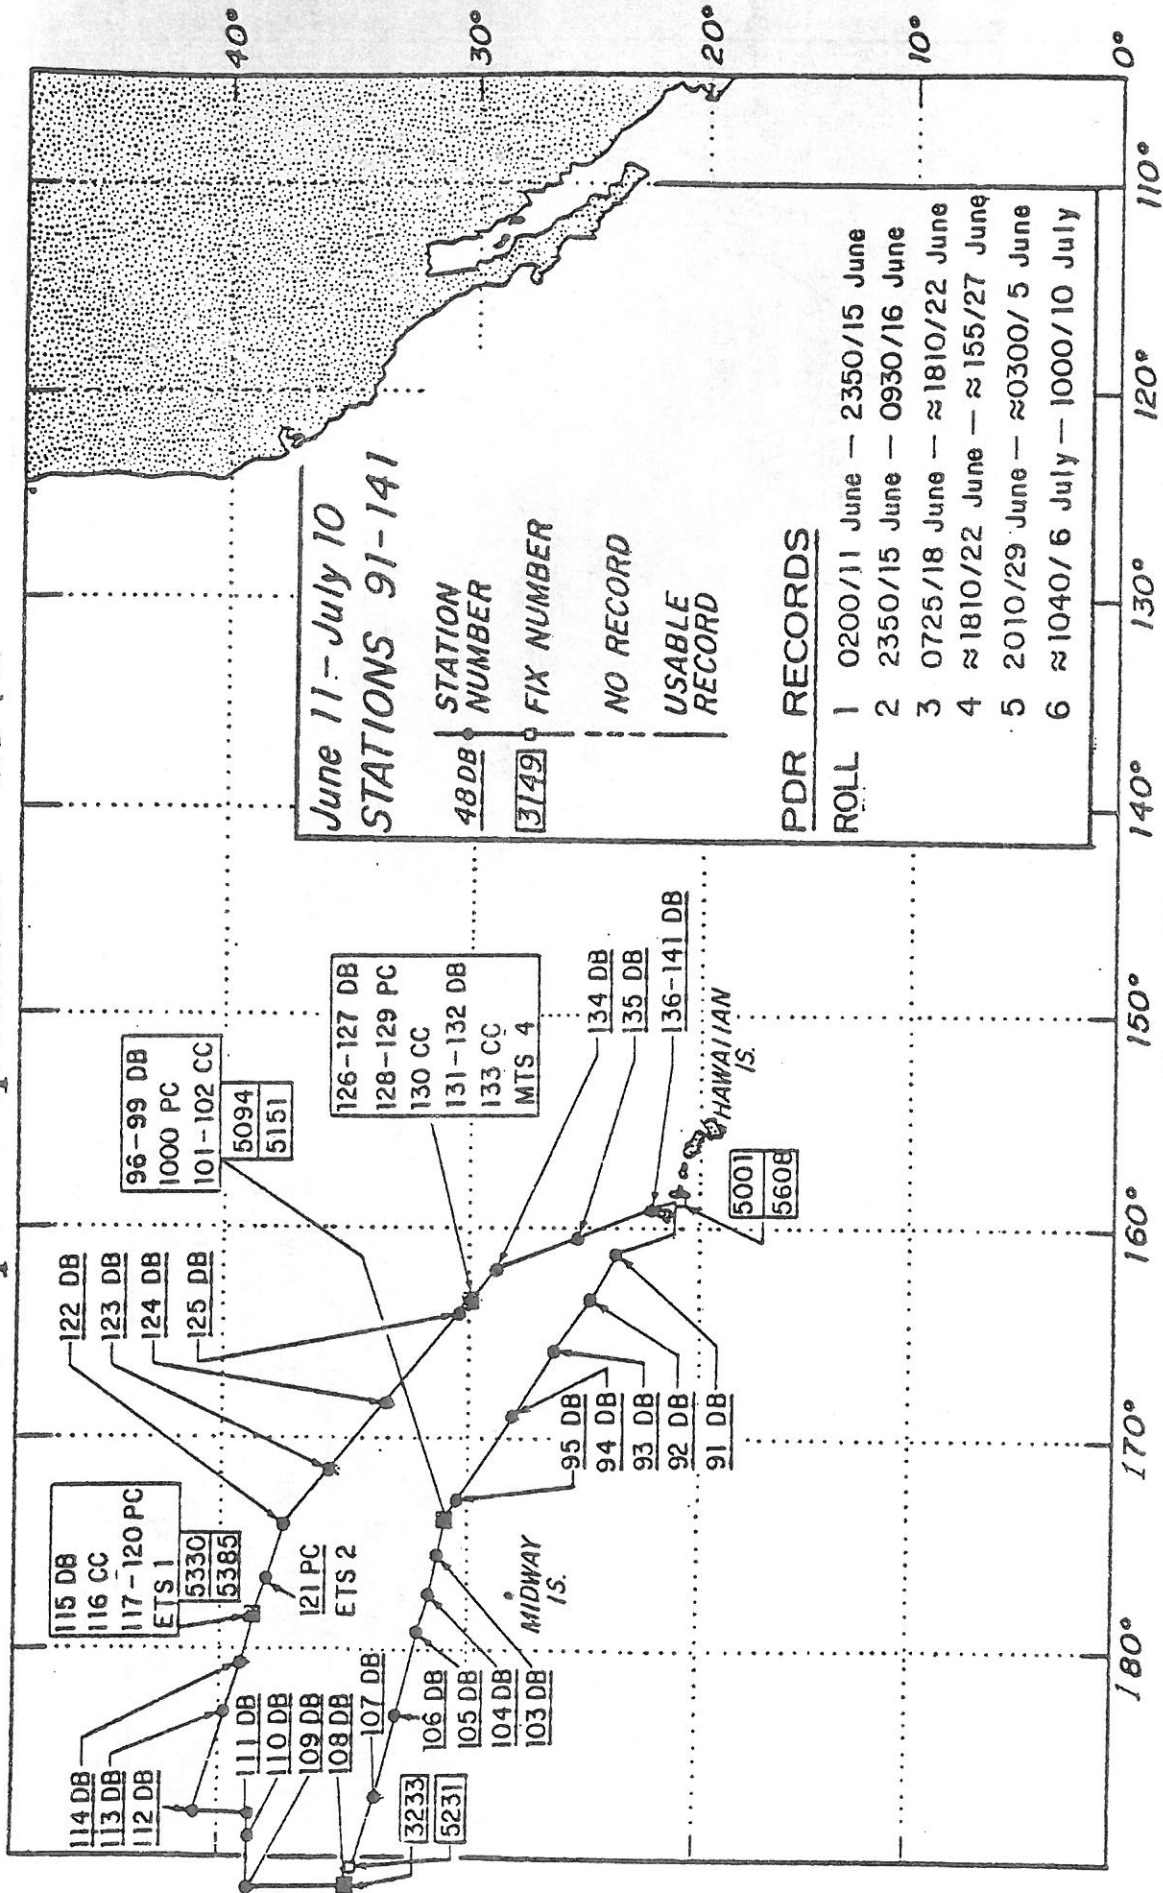 June 11 - July 10
STATIONS 91-141
48 DB
STATION
NUMBER
3149
FIX NUMBER
NO RECORD
USABLE
RECORD
PDR RECORDS
ROLL 1 0200/11 June — 2350/15 June
2 2350/15 June — 0930/16 June
3 0725/18 June — ≈1810/22 June
4 ≈1810/22 June — ≈155/27 June
5 2010/29 June — ≈0300/ 5 June
6 ≈1040/ 6 July — 1000/10 July
114 DB
113 DB
112 DB
111 DB
110 DB
109 DB
108 DB
107 DB
3233
5231
106 DB
105 DB
104 DB
103 DB
115 DB
116 CC
117-120 PC
ETS 1
5330
5385
121 PC
ETS 2
MIDWAY
IS.
122 DB
123 DB
124 DB
125 DB
95 DB
94 DB
93 DB
92 DB
91 DB
96-99 DB
1000 PC
101-102 CC
5094
5151
126-127 DB
128-129 PC
130 CC
131-132 DB
133 CC
MTS 4
134 DB
135 DB
136-141 DB
HAWAIIAN
IS.
5001
5608
40°
30°
20°
10°
0°
180°
170°
160°
150°
140°
130°
120°
110°